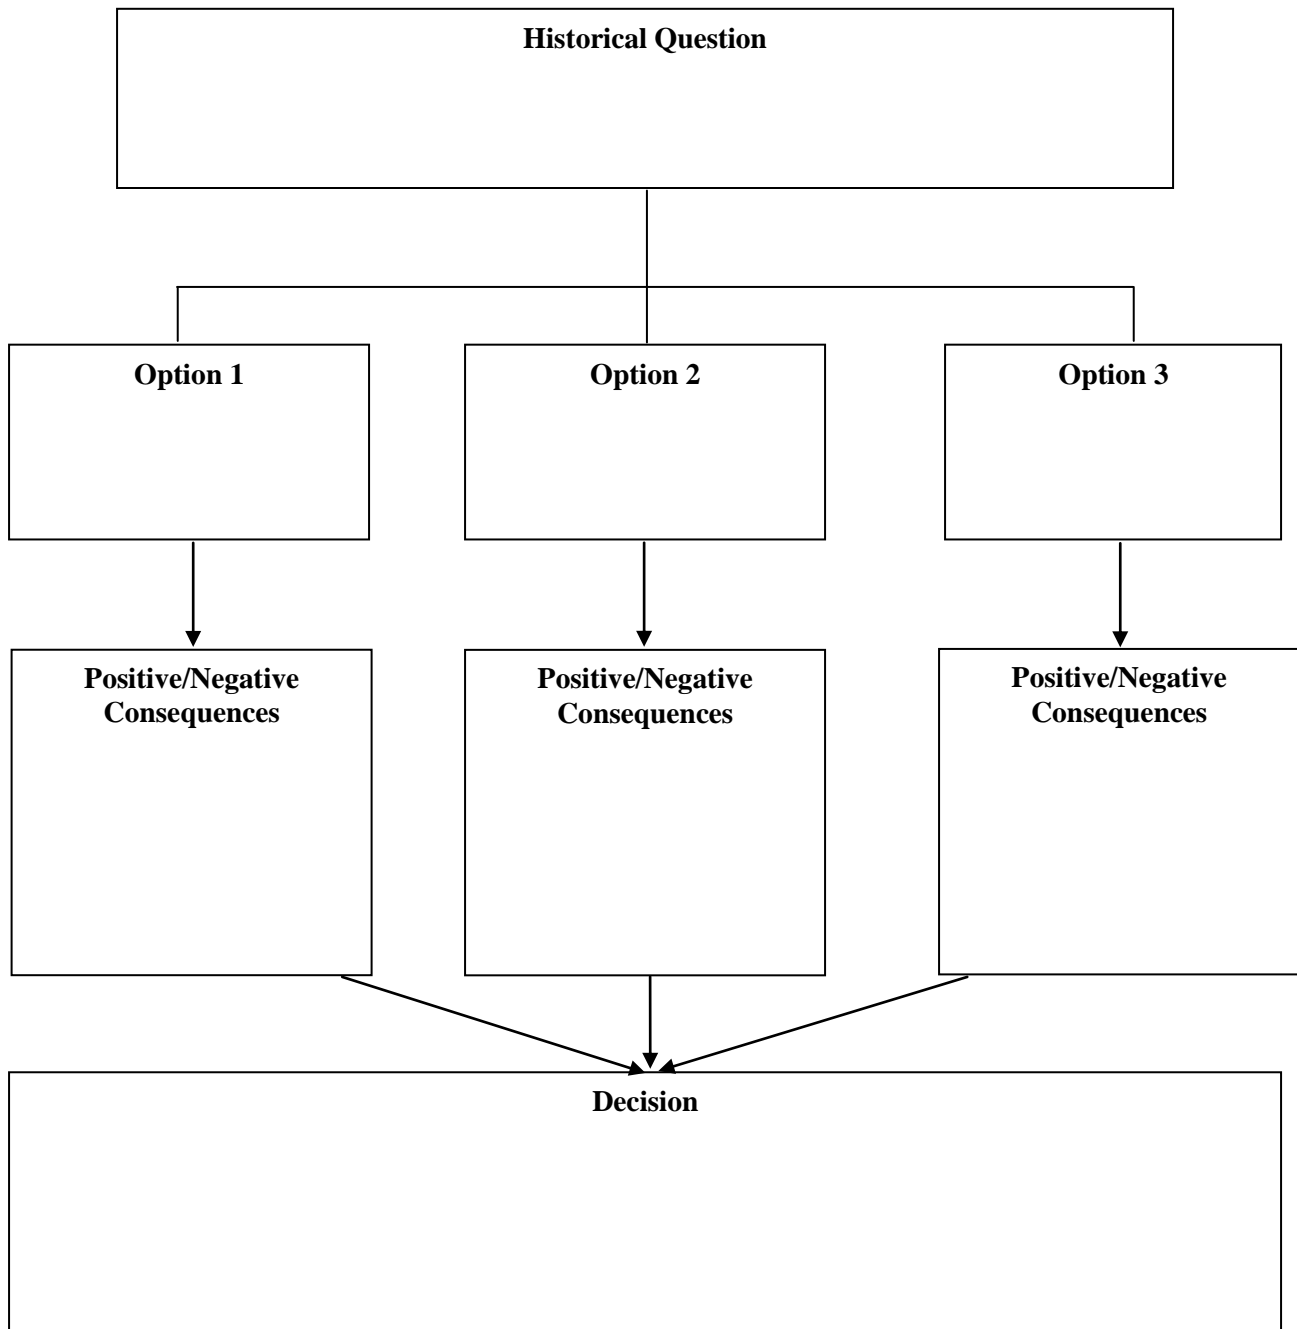 Historical Question
Option 1
Option 2
Option 3
Positive/Negative
Consequences
Positive/Negative
Consequences
Positive/Negative
Consequences
Decision